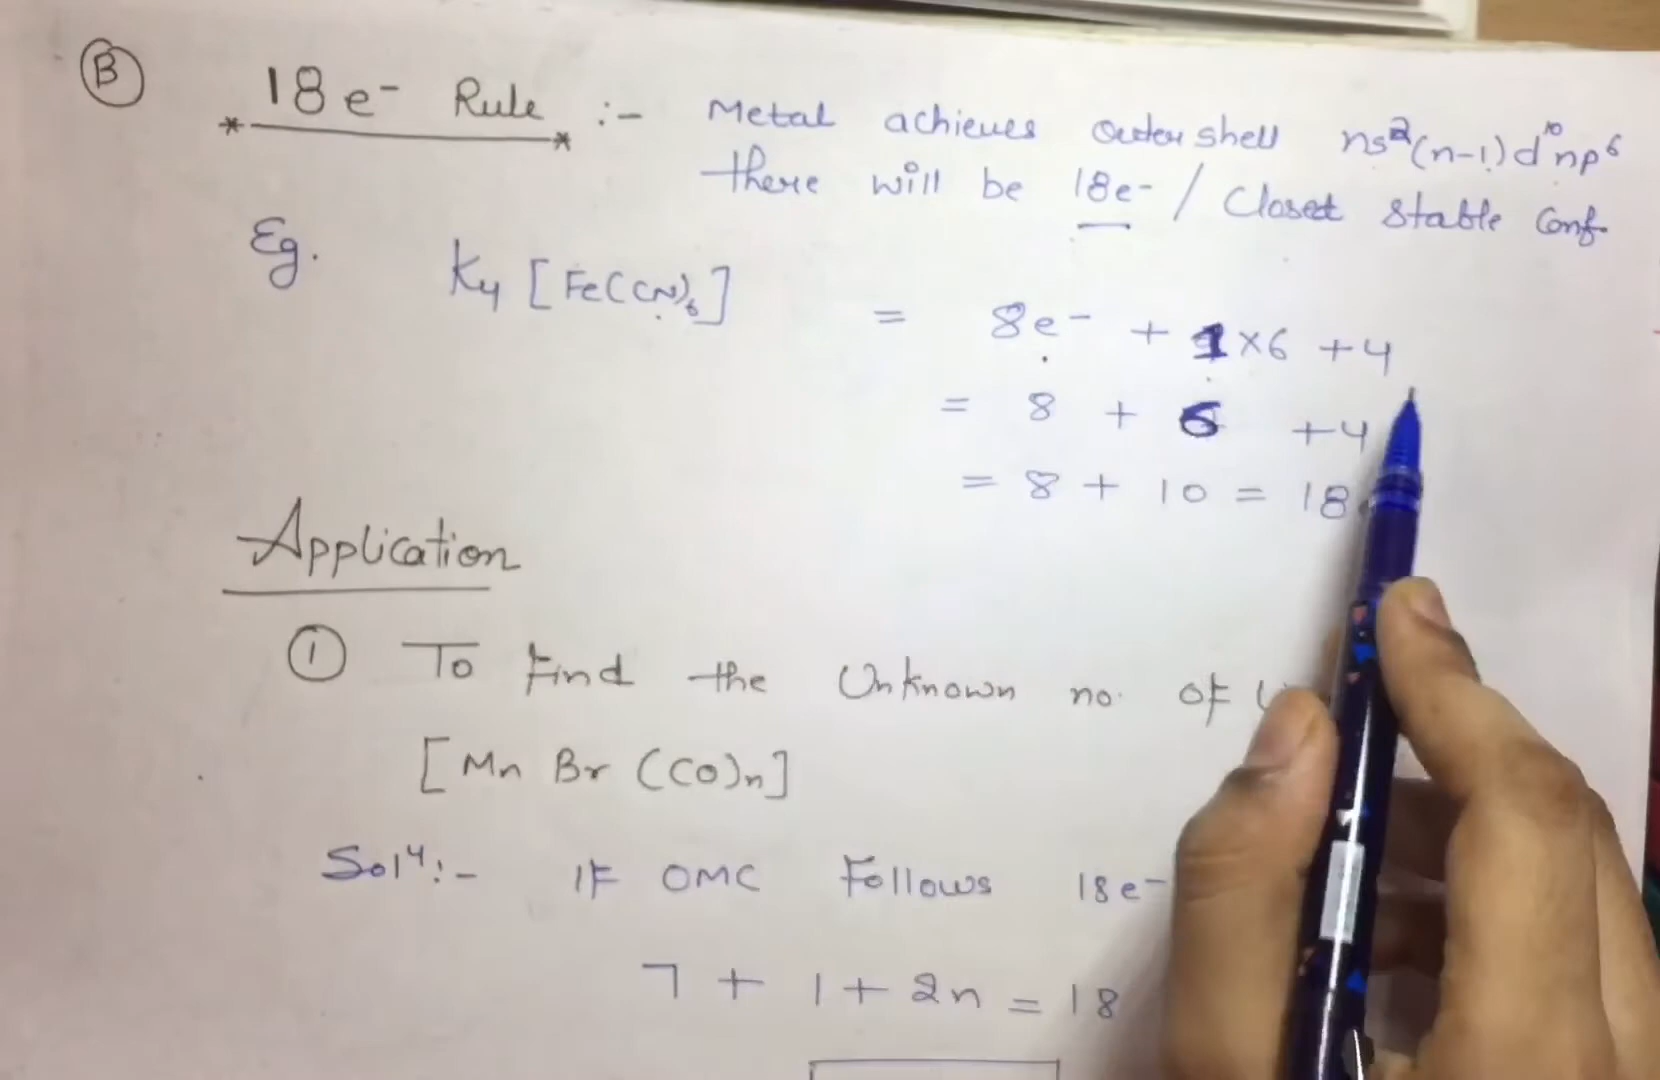 B
18e⁻ Rule :- Metal achieves outer shell ns²(n-1)d¹⁰np⁶
there will be 18e⁻ / Closet Stable Conf.
Eg. K₄ [Fe(CN)₆] = 8e⁻ + 1×6 +4
= 8 + 6 +4
= 8 + 10 = 18
Application
① To Find the Unknown no. of
[Mn Br (CO)n]
Solⁿ:- IF OMC Follows 18e⁻
7 + 1 + 2n = 18